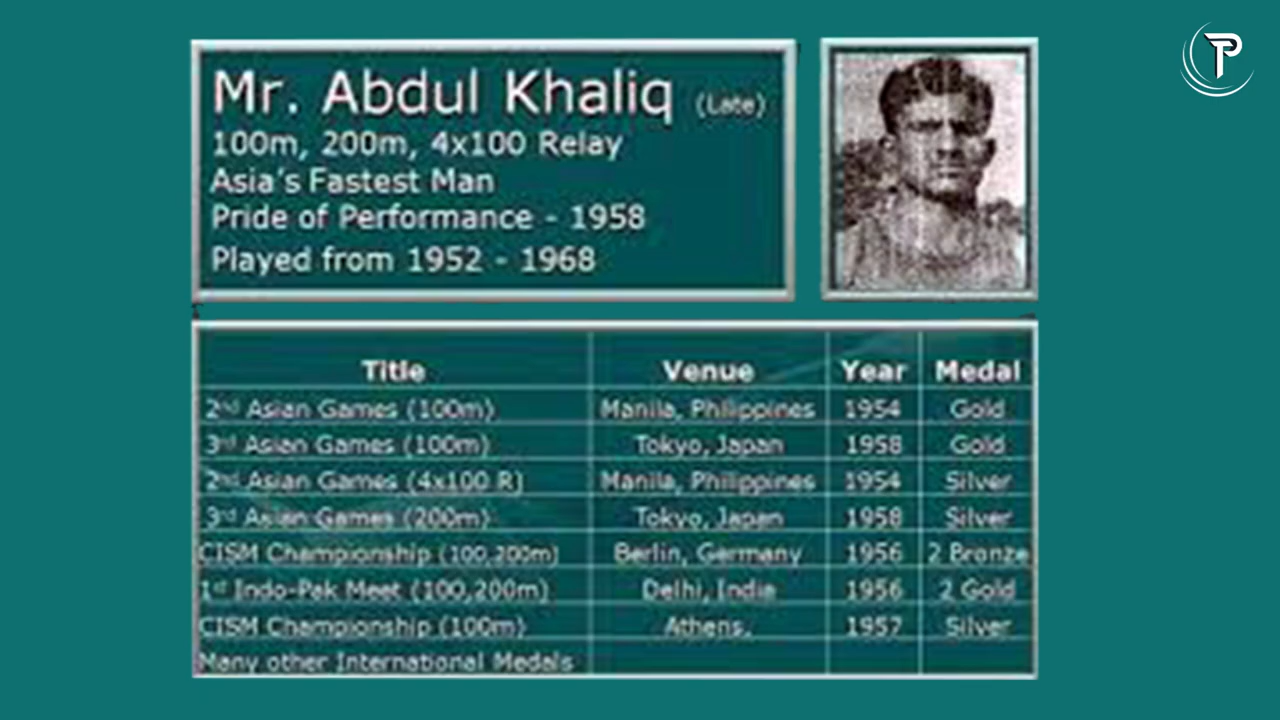 Mr. Abdul Khaliq (Late)
100m, 200m, 4x100 Relay
Asia's Fastest Man
Pride of Performance - 1958
Played from 1952 - 1968
Title Venue Year Medal
2nd Asian Games (100m) Manila, Philippines 1954 Gold
3rd Asian Games (100m) Tokyo, Japan 1958 Gold
2nd Asian Games (4x100 R) Manila, Philippines 1954 Silver
3rd Asian Games (200m) Tokyo, Japan 1958 Silver
CISM Championship (100,200m) Berlin, Germany 1956 2 Bronze
1st Indo-Pak Meet (100,200m) Delhi, India 1956 2 Gold
CISM Championship (100m) Athens, 1957 Silver
Many other International Medals